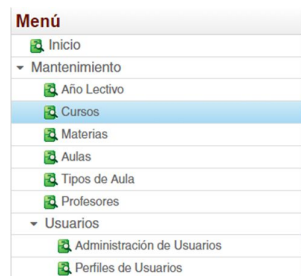 Menú
Inicio
Mantenimiento
Año Lectivo
Cursos
Materias
Aulas
Tipos de Aula
Profesores
Usuarios
Administración de Usuarios
Perfiles de Usuarios